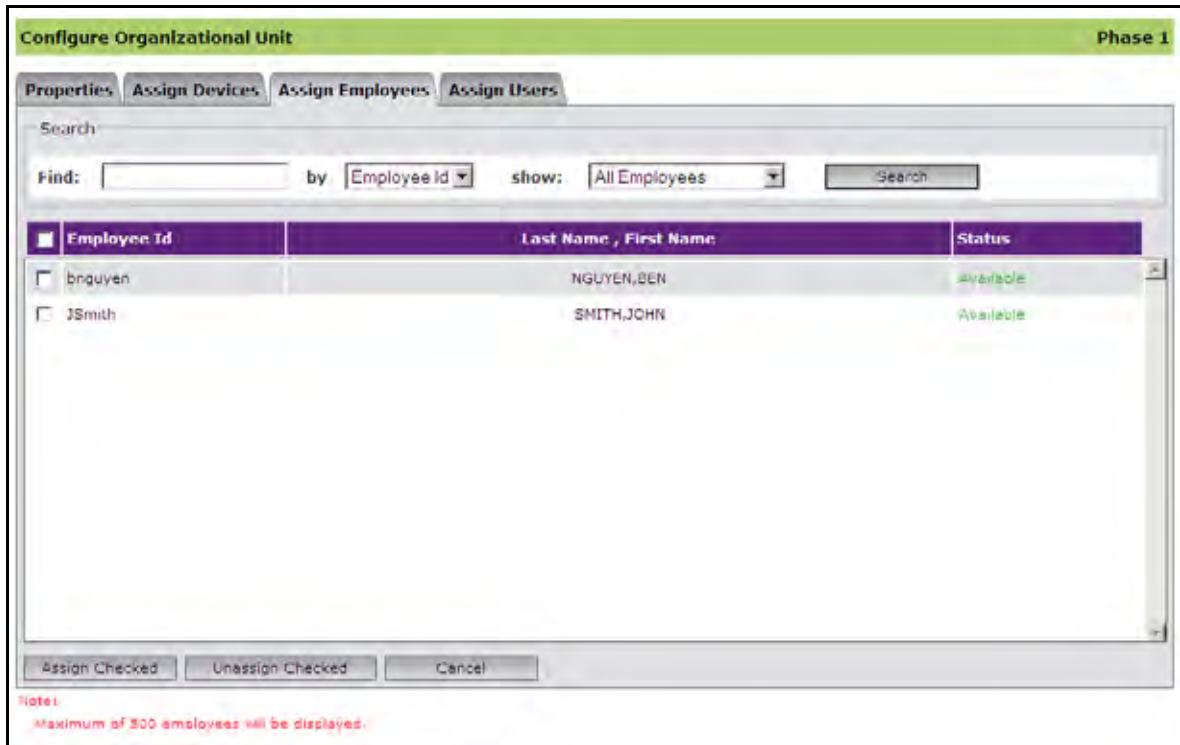 Configure Organizational Unit Phase 1
Properties Assign Devices Assign Employees Assign Users
Search
Find: by Employee Id show: All Employees Search
Employee Id Last Name , First Name Status
bnguyen NGUYEN,BEN Available
JSmith SMITH,JOHN Available
Assign Checked Unassign Checked Cancel
Note:
Maximum of 500 employees will be displayed.